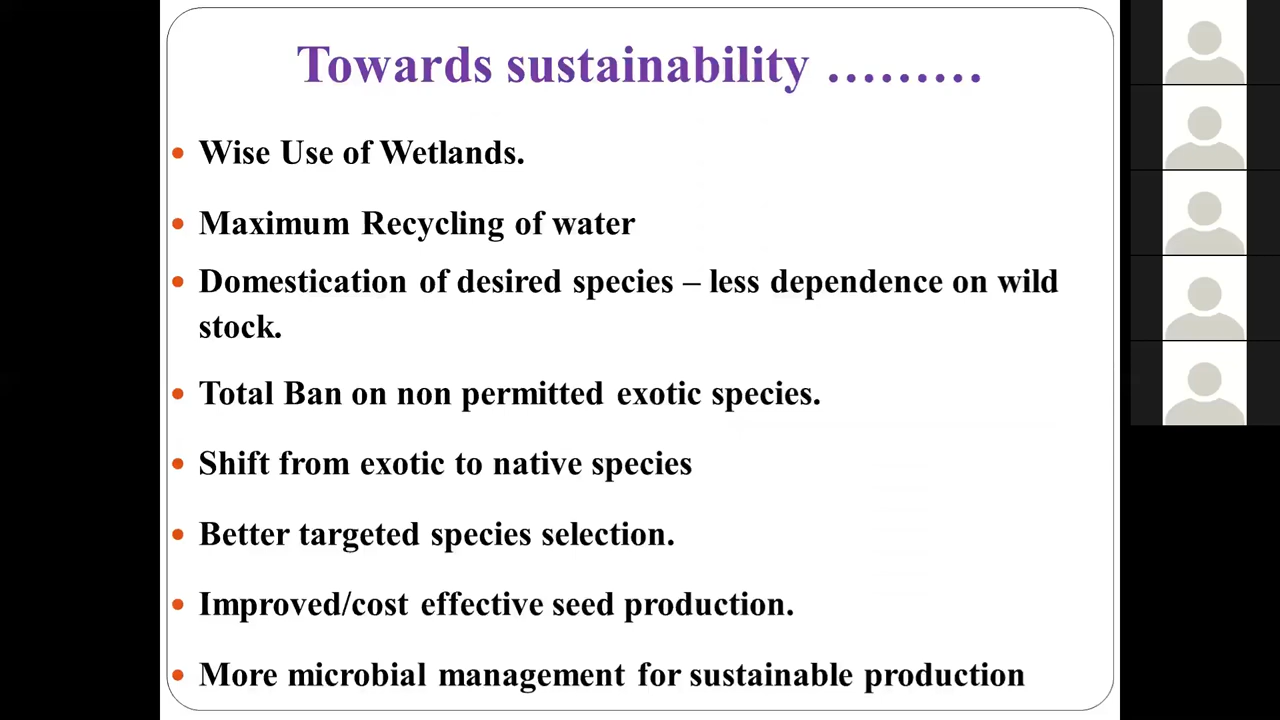 Towards sustainability ………
• Wise Use of Wetlands.
• Maximum Recycling of water
• Domestication of desired species – less dependence on wild
stock.
• Total Ban on non permitted exotic species.
• Shift from exotic to native species
• Better targeted species selection.
• Improved/cost effective seed production.
• More microbial management for sustainable production